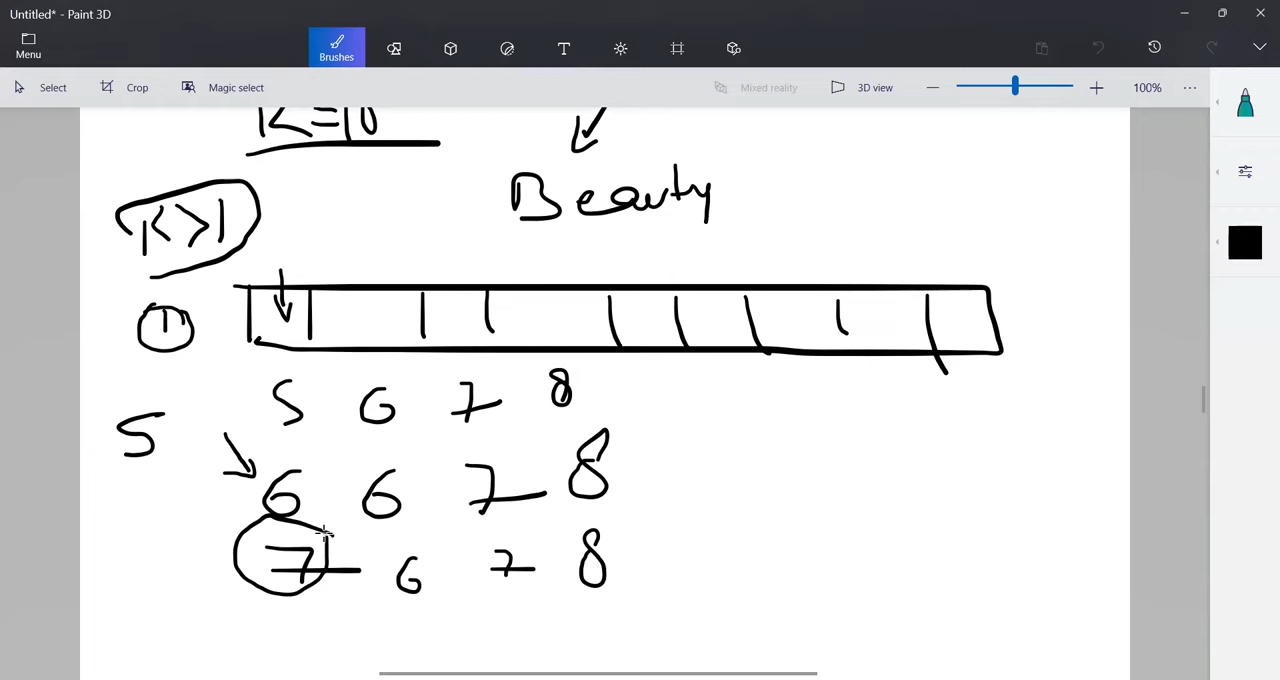 Untitled* - Paint 3D
Menu
Brushes
Select Crop Magic select Mixed reality 3D view 100%
K=10
Beauty
K>1
1
5 6 7 8
5
6 6 7 8
7 6 7 8